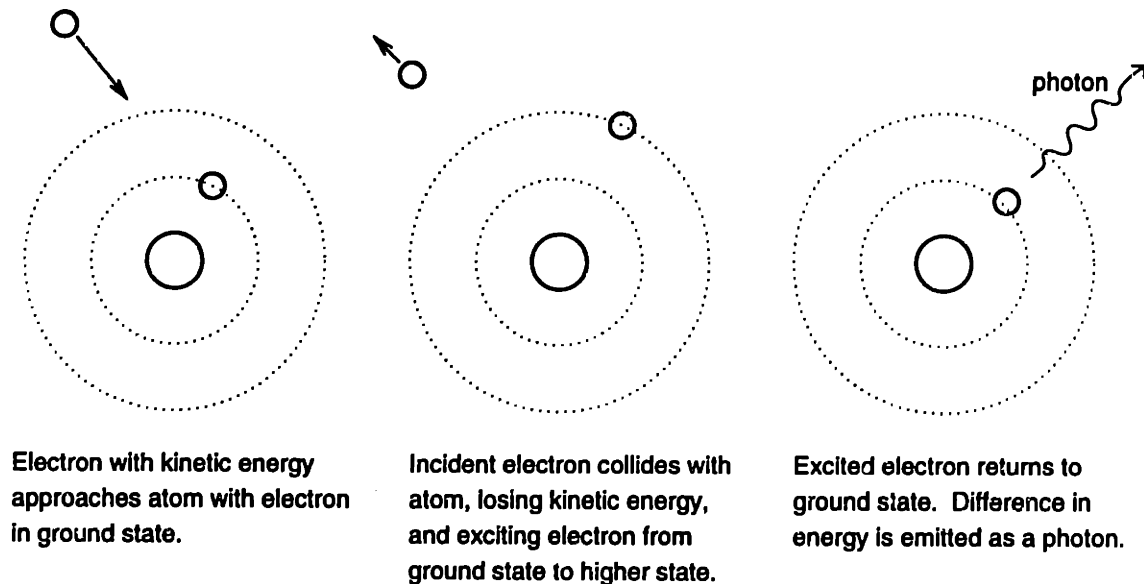 photon
Electron with kinetic energy
approaches atom with electron
in ground state.
Incident electron collides with
atom, losing kinetic energy,
and exciting electron from
ground state to higher state.
Excited electron returns to
ground state. Difference in
energy is emitted as a photon.